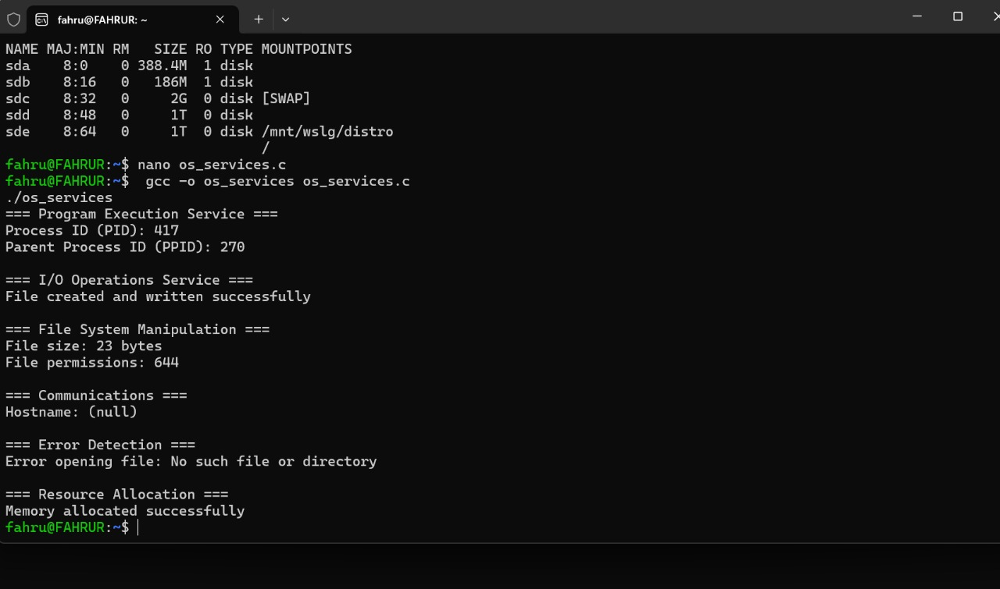 fahru@FAHRUR: ~
NAME MAJ:MIN RM   SIZE RO TYPE MOUNTPOINTS
sda    8:0    0 388.4M  1 disk
sdb    8:16   0   186M  1 disk
sdc    8:32   0     2G  0 disk [SWAP]
sdd    8:48   0     1T  0 disk
sde    8:64   0     1T  0 disk /mnt/wslg/distro
                               /
fahru@FAHRUR:~$ nano os_services.c
fahru@FAHRUR:~$  gcc -o os_services os_services.c
./os_services
=== Program Execution Service ===
Process ID (PID): 417
Parent Process ID (PPID): 270

=== I/O Operations Service ===
File created and written successfully

=== File System Manipulation ===
File size: 23 bytes
File permissions: 644

=== Communications ===
Hostname: (null)

=== Error Detection ===
Error opening file: No such file or directory

=== Resource Allocation ===
Memory allocated successfully
fahru@FAHRUR:~$